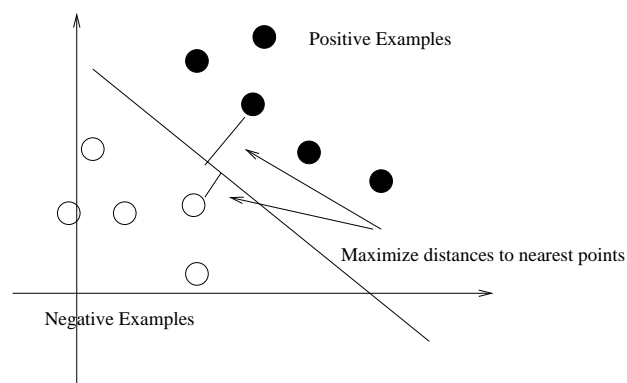 Positive Examples
Maximize distances to nearest points
Negative Examples